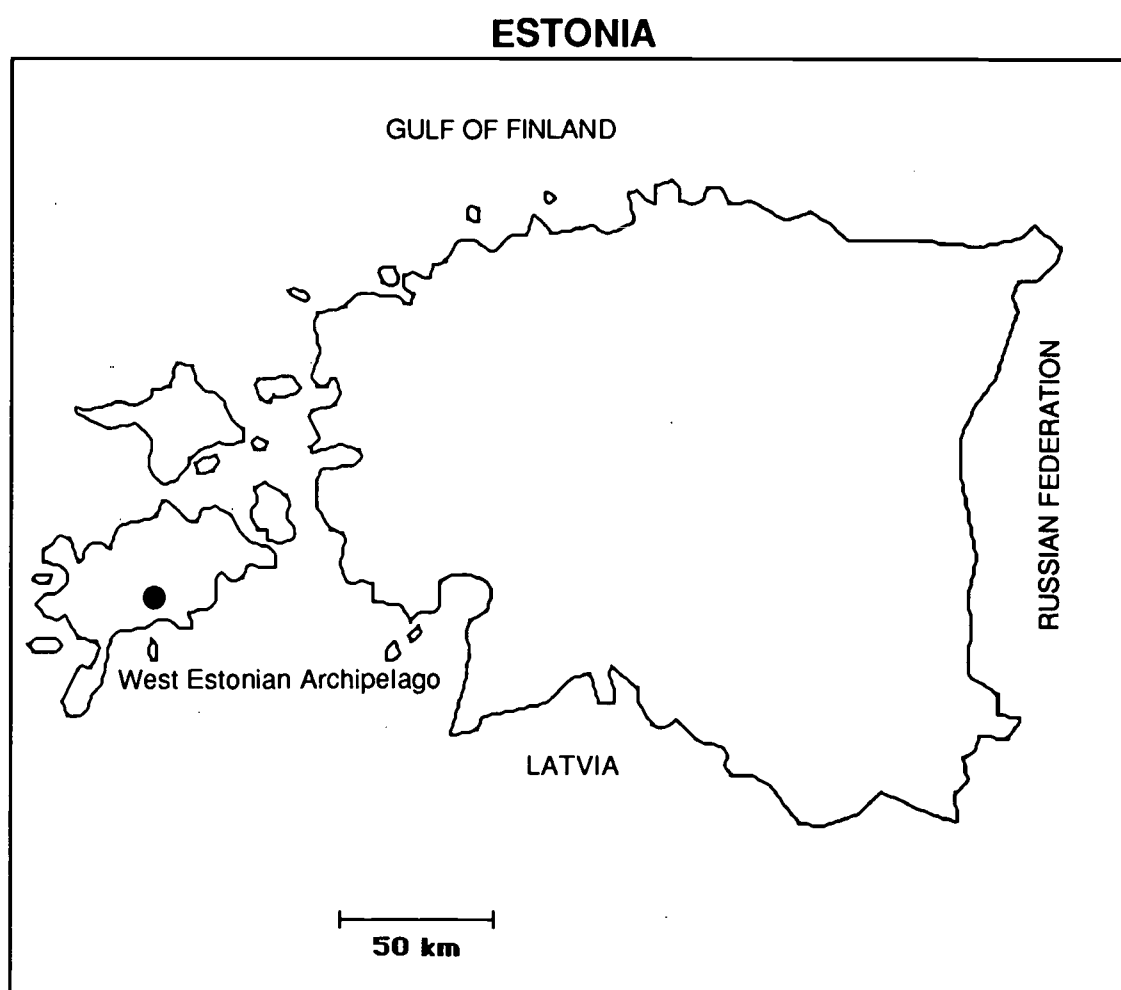 ESTONIA
GULF OF FINLAND
RUSSIAN FEDERATION
West Estonian Archipelago
LATVIA
50 km